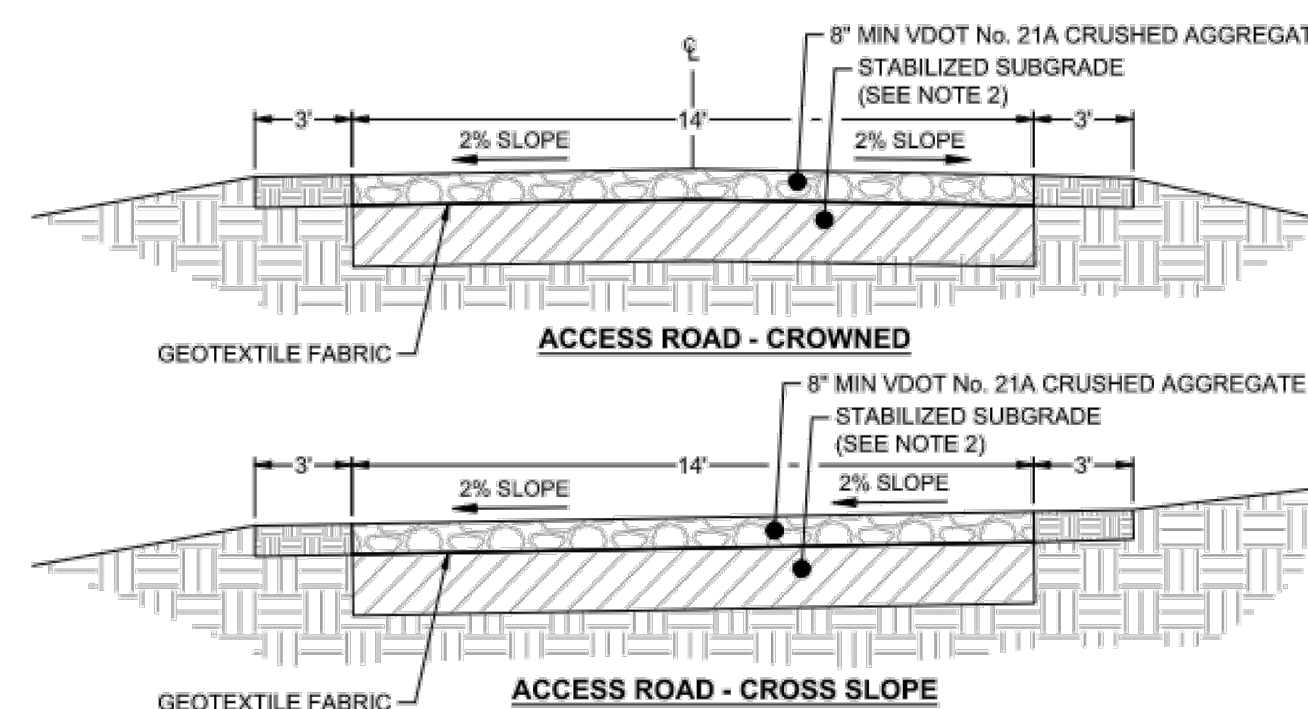 8" MIN VDOT No. 21A CRUSHED AGGREGAT
℄
STABILIZED SUBGRADE
(SEE NOTE 2)
3' 14' 3'
2% SLOPE 2% SLOPE
ACCESS ROAD - CROWNED
GEOTEXTILE FABRIC
8" MIN VDOT No. 21A CRUSHED AGGREGATE
STABILIZED SUBGRADE
(SEE NOTE 2)
3' 14' 3'
2% SLOPE 2% SLOPE
ACCESS ROAD - CROSS SLOPE
GEOTEXTILE FABRIC